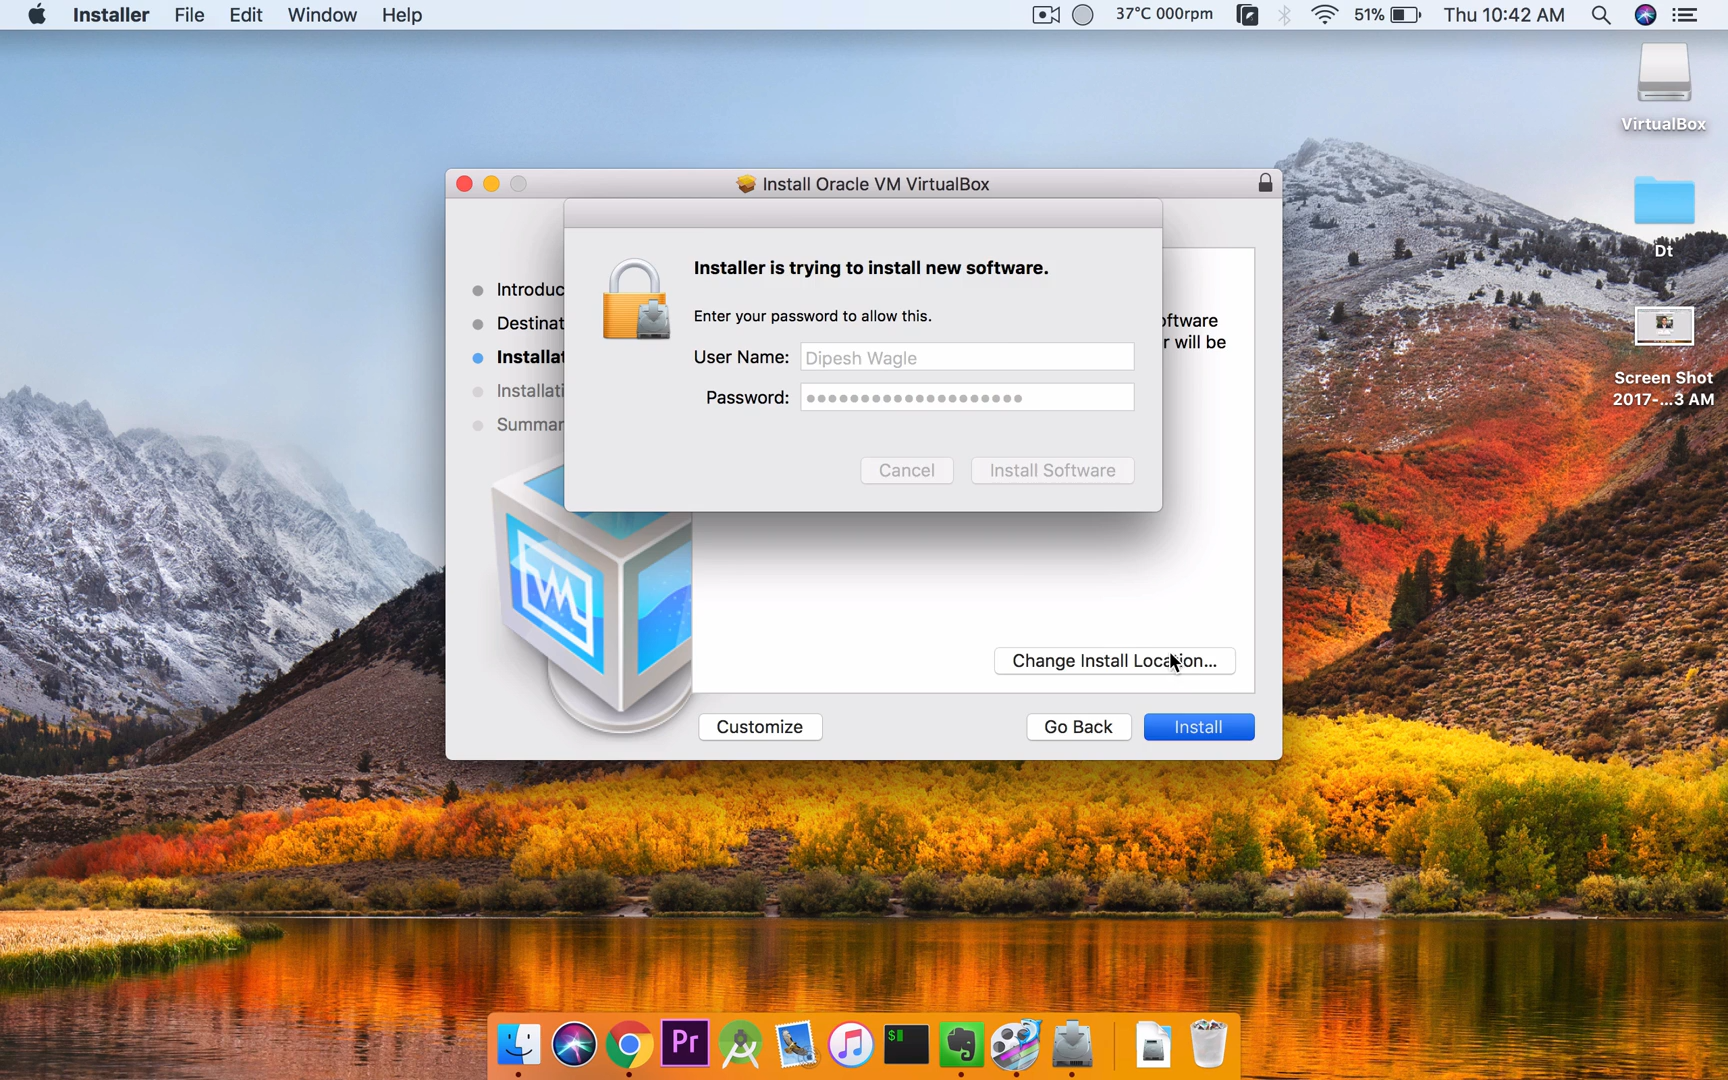 Installer File Edit Window Help 37°C 000rpm 51% Thu 10:42 AM
VirtualBox
Dt
Screen Shot
2017-...3 AM
Install Oracle VM VirtualBox
Introduc
Destinat
Installat
Installati
Summar
Installer is trying to install new software.
Enter your password to allow this.
User Name: Dipesh Wagle
Password:
Cancel Install Software
oftware
r will be
Change Install Location...
Customize Go Back Install
Pr
$